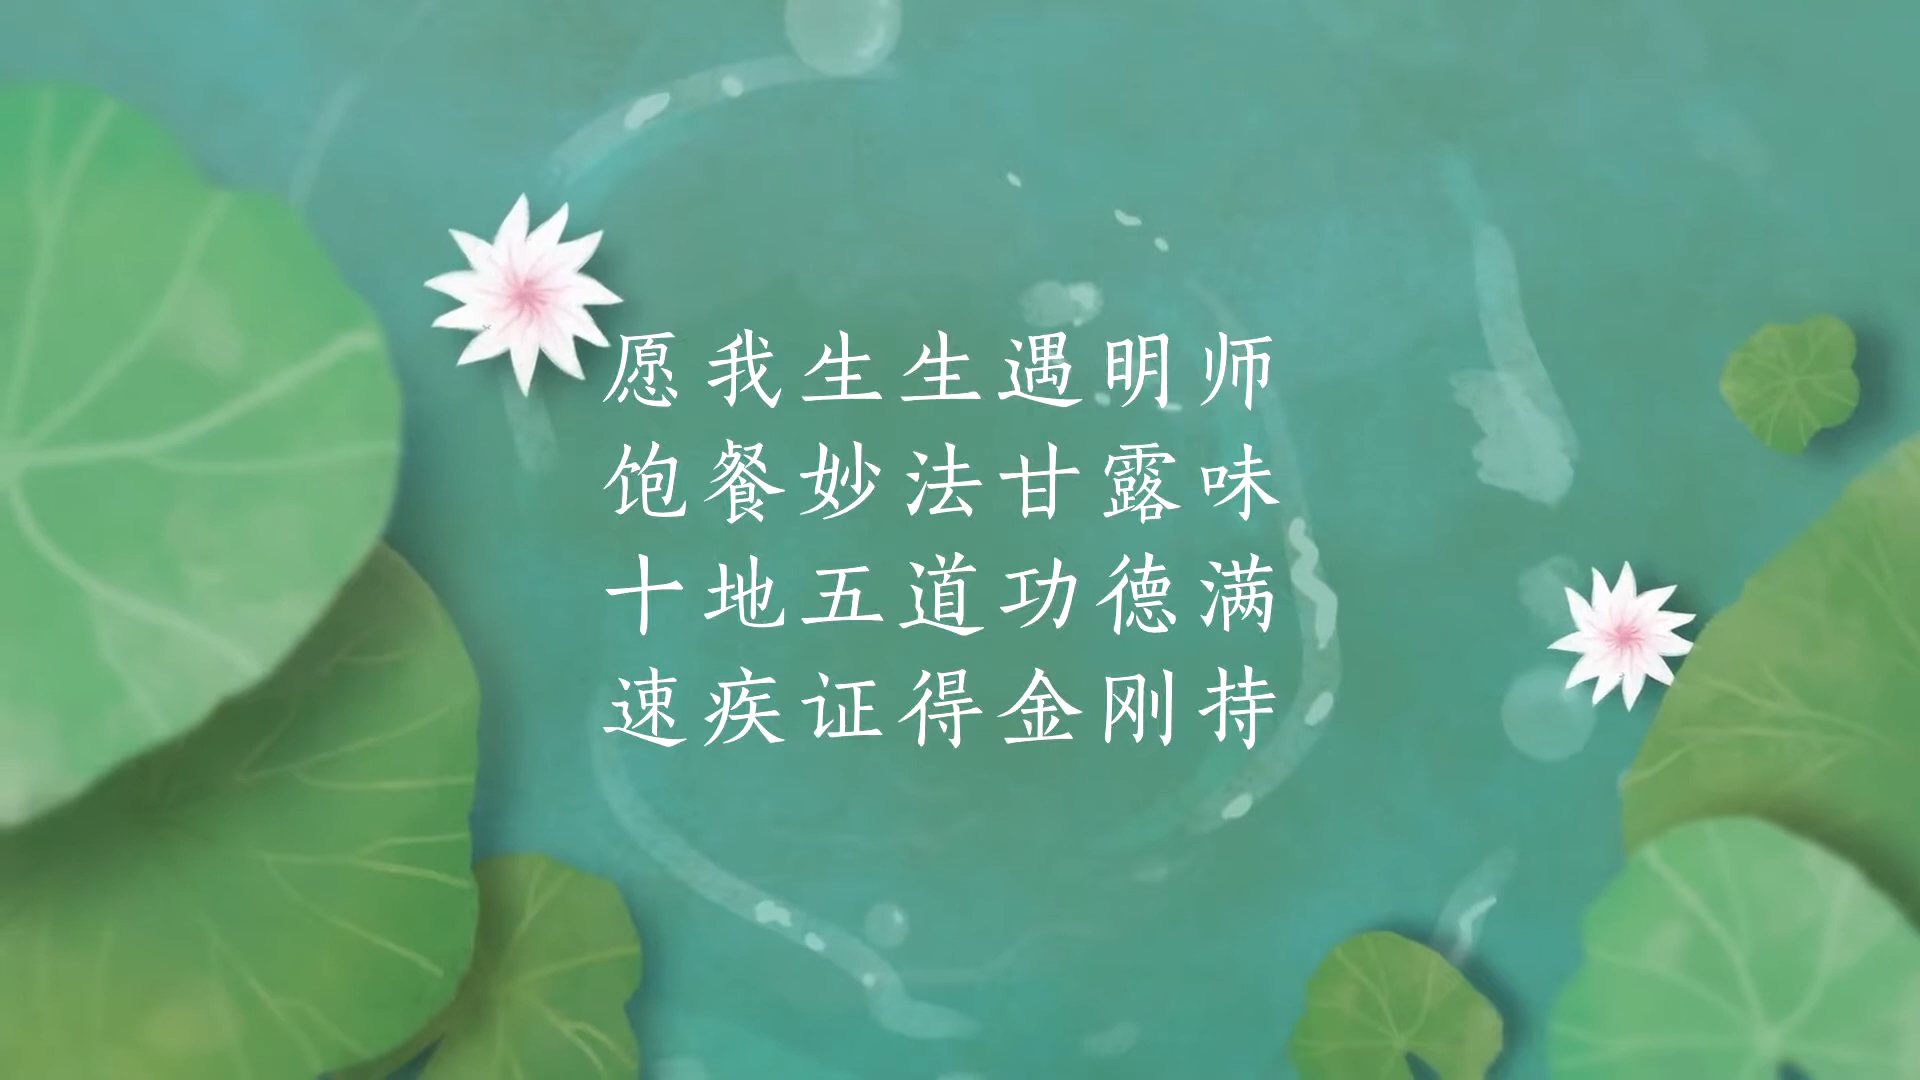 愿我生生遇明师
饱餐妙法甘露味
十地五道功德满
速疾证得金刚持